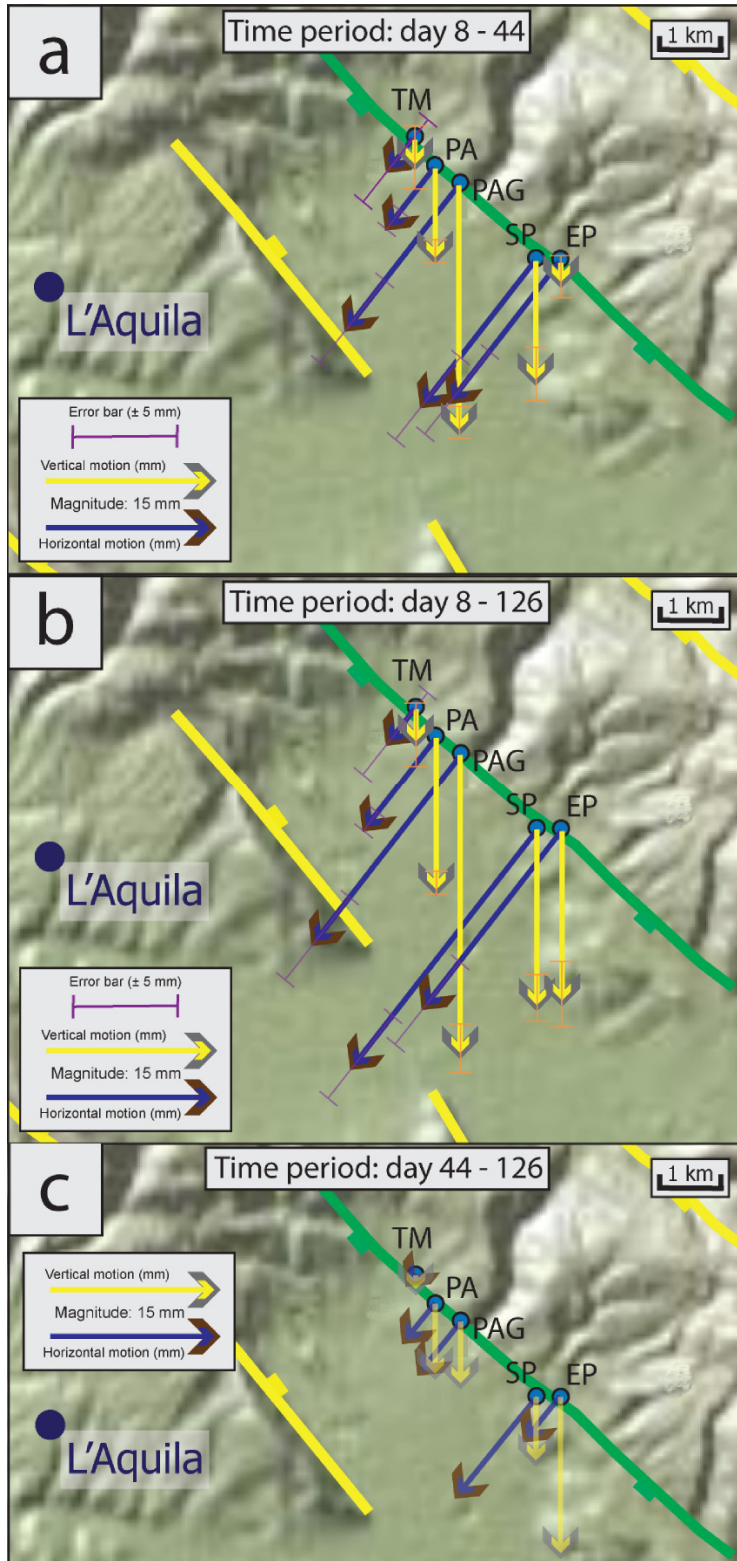 a
Time period: day 8 - 44
1 km
TM
PA
PAG
SP EP
L'Aquila
Error bar (± 5 mm)
Vertical motion (mm)
Magnitude: 15 mm
Horizontal motion (mm)
b
Time period: day 8 - 126
1 km
TM
PA
PAG
SP EP
L'Aquila
Error bar (± 5 mm)
Vertical motion (mm)
Magnitude: 15 mm
Horizontal motion (mm)
c
Time period: day 44 - 126
1 km
Vertical motion (mm)
Magnitude: 15 mm
Horizontal motion (mm)
TM
PA
PAG
SP EP
L'Aquila